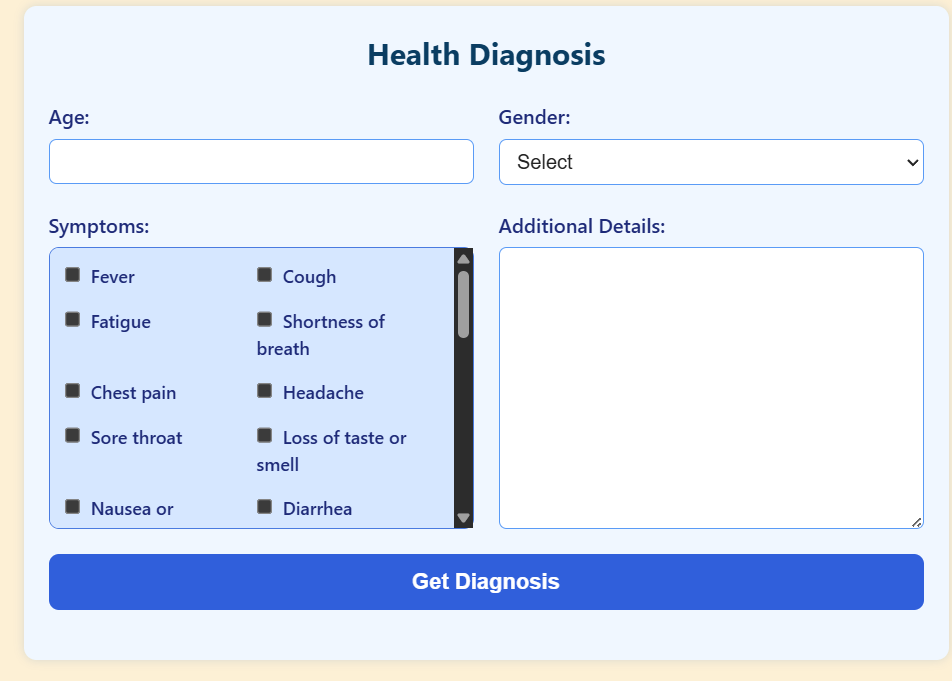 Health Diagnosis
Age:
Gender:
Select
Symptoms:
Additional Details:
Fever
Cough
Fatigue
Shortness of
breath
Chest pain
Headache
Sore throat
Loss of taste or
smell
Nausea or
Diarrhea
Get Diagnosis